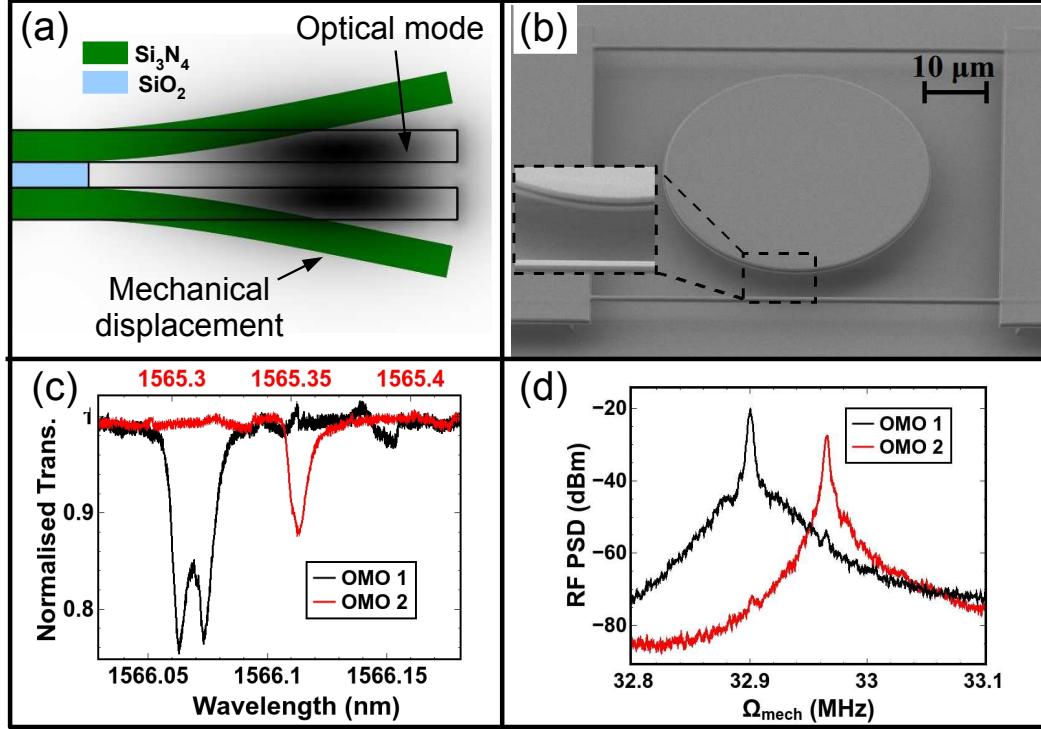 (a)
Optical mode
Si₃N₄
SiO₂
Mechanical
displacement
(b)
10 µm
(c)
1565.3 1565.35 1565.4
1
0.9
0.8
Normalised Trans.
OMO 1
OMO 2
1566.05 1566.1 1566.15
Wavelength (nm)
(d)
−20
−40
−60
−80
RF PSD (dBm)
OMO 1
OMO 2
32.8 32.9 33 33.1
Ωmech (MHz)